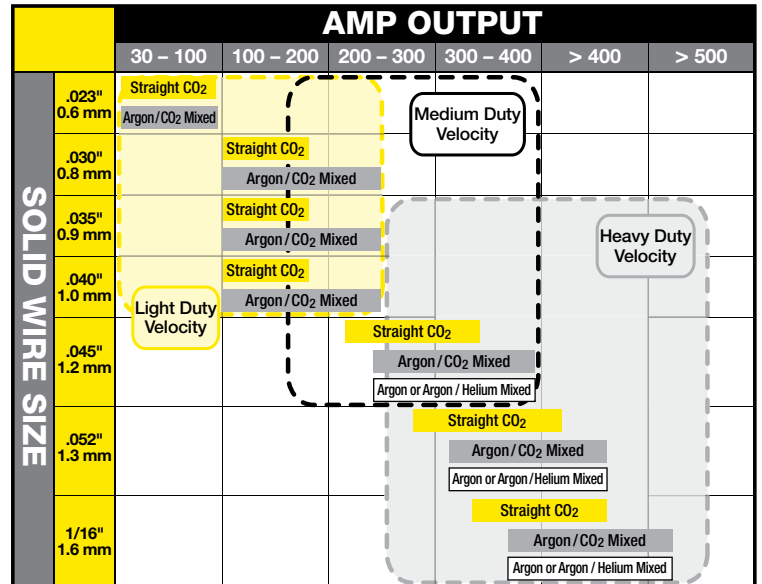 AMP OUTPUT
30 – 100 100 – 200 200 – 300 300 – 400 > 400 > 500
SOLID WIRE SIZE
.023"
0.6 mm
Straight CO2
Argon/CO2 Mixed
Medium Duty
Velocity
.030"
0.8 mm
Straight CO2
Argon/CO2 Mixed
.035"
0.9 mm
Straight CO2
Argon/CO2 Mixed
Heavy Duty
Velocity
.040"
1.0 mm
Straight CO2
Argon/CO2 Mixed
Light Duty
Velocity
.045"
1.2 mm
Straight CO2
Argon/CO2 Mixed
Argon or Argon / Helium Mixed
.052"
1.3 mm
Straight CO2
Argon/CO2 Mixed
Argon or Argon/Helium Mixed
1/16"
1.6 mm
Straight CO2
Argon/CO2 Mixed
Argon or Argon / Helium Mixed